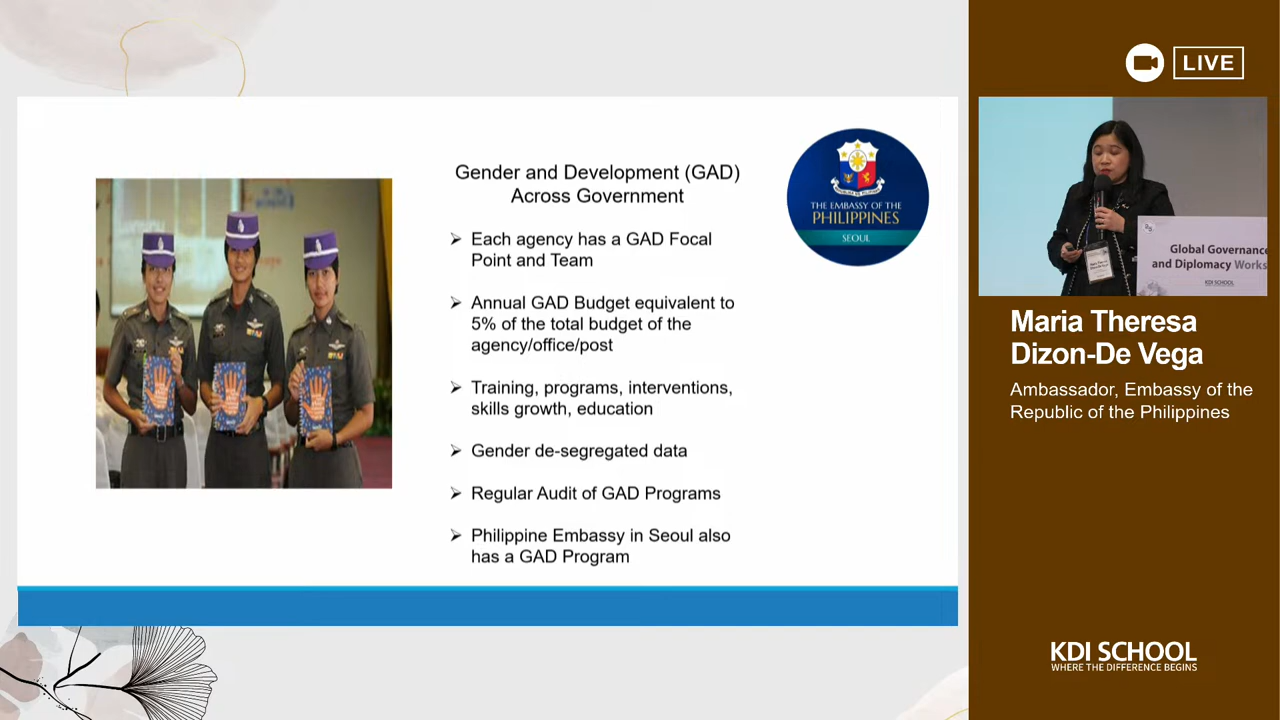 LIVE
Gender and Development (GAD)
Across Government
➢ Each agency has a GAD Focal
Point and Team
➢ Annual GAD Budget equivalent to
5% of the total budget of the
agency/office/post
➢ Training, programs, interventions,
skills growth, education
➢ Gender de-segregated data
➢ Regular Audit of GAD Programs
➢ Philippine Embassy in Seoul also
has a GAD Program
THE EMBASSY OF THE
PHILIPPINES
SEOUL
Global Governance
and Diplomacy Works
KDI SCHOOL
Maria Theresa
Dizon-De Vega
Ambassador, Embassy of the
Republic of the Philippines
KDI SCHOOL
WHERE THE DIFFERENCE BEGINS